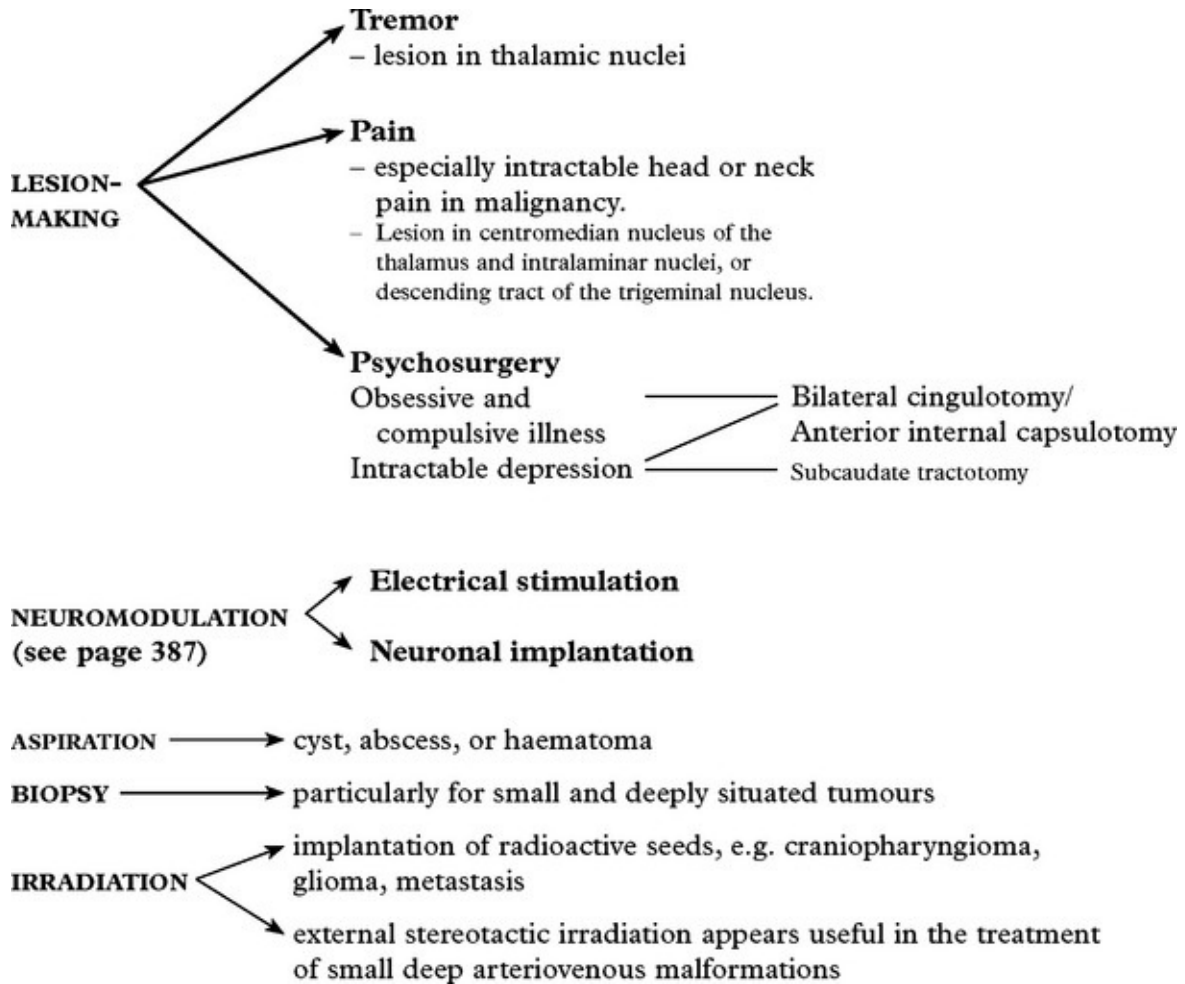 Tremor
– lesion in thalamic nuclei
Pain
– especially intractable head or neck
pain in malignancy.
– Lesion in centromedian nucleus of the
thalamus and intralaminar nuclei, or
descending tract of the trigeminal nucleus.
LESION-
MAKING
Psychosurgery
Obsessive and
compulsive illness
Intractable depression
Bilateral cingulotomy/
Anterior internal capsulotomy
Subcaudate tractotomy
NEUROMODULATION
(see page 387)
Electrical stimulation
Neuronal implantation
ASPIRATION
cyst, abscess, or haematoma
BIOPSY
particularly for small and deeply situated tumours
IRRADIATION
implantation of radioactive seeds, e.g. craniopharyngioma,
glioma, metastasis
external stereotactic irradiation appears useful in the treatment
of small deep arteriovenous malformations